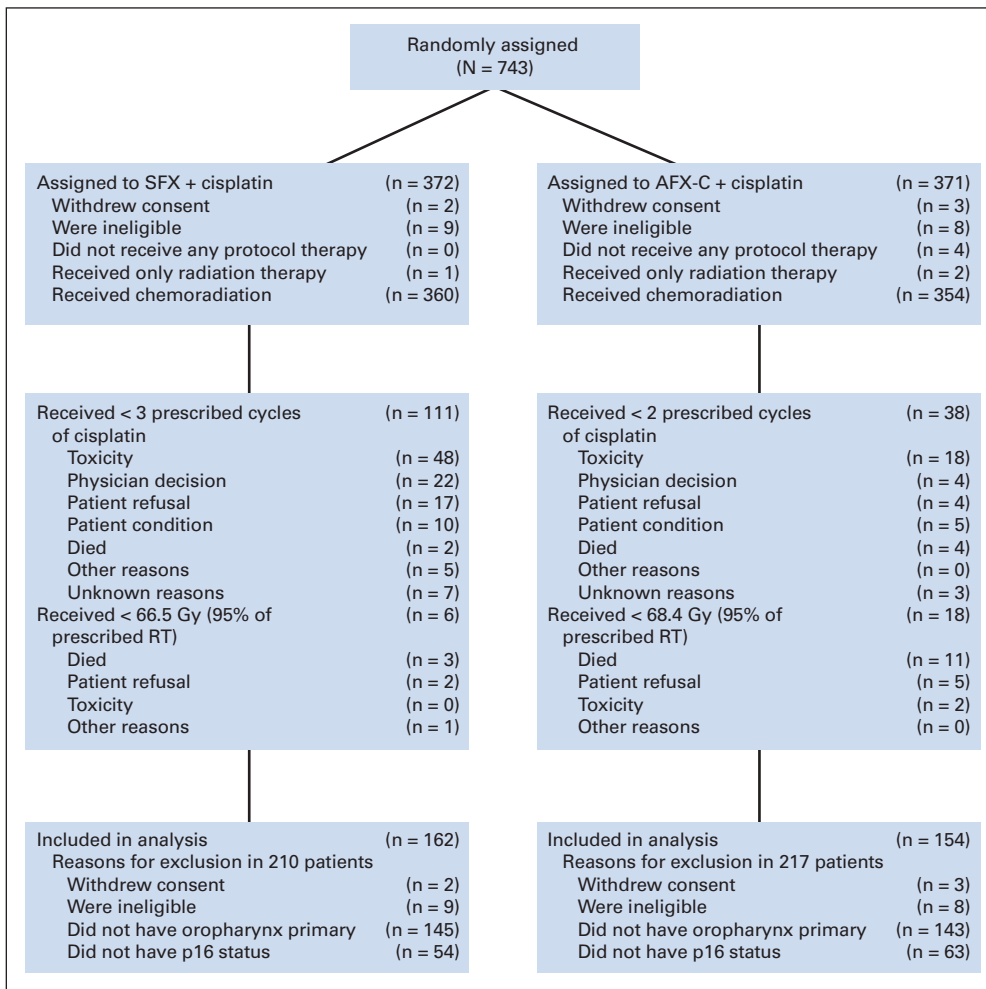 Randomly assigned
(N = 743)
Assigned to SFX + cisplatin (n = 372)
Withdrew consent (n = 2)
Were ineligible (n = 9)
Did not receive any protocol therapy (n = 0)
Received only radiation therapy (n = 1)
Received chemoradiation (n = 360)
Assigned to AFX-C + cisplatin (n = 371)
Withdrew consent (n = 3)
Were ineligible (n = 8)
Did not receive any protocol therapy (n = 4)
Received only radiation therapy (n = 2)
Received chemoradiation (n = 354)
Received < 3 prescribed cycles (n = 111)
of cisplatin
Toxicity (n = 48)
Physician decision (n = 22)
Patient refusal (n = 17)
Patient condition (n = 10)
Died (n = 2)
Other reasons (n = 5)
Unknown reasons (n = 7)
Received < 66.5 Gy (95% of (n = 6)
prescribed RT)
Died (n = 3)
Patient refusal (n = 2)
Toxicity (n = 0)
Other reasons (n = 1)
Received < 2 prescribed cycles (n = 38)
of cisplatin
Toxicity (n = 18)
Physician decision (n = 4)
Patient refusal (n = 4)
Patient condition (n = 5)
Died (n = 4)
Other reasons (n = 0)
Unknown reasons (n = 3)
Received < 68.4 Gy (95% of (n = 18)
prescribed RT)
Died (n = 11)
Patient refusal (n = 5)
Toxicity (n = 2)
Other reasons (n = 0)
Included in analysis (n = 162)
Reasons for exclusion in 210 patients
Withdrew consent (n = 2)
Were ineligible (n = 9)
Did not have oropharynx primary (n = 145)
Did not have p16 status (n = 54)
Included in analysis (n = 154)
Reasons for exclusion in 217 patients
Withdrew consent (n = 3)
Were ineligible (n = 8)
Did not have oropharynx primary (n = 143)
Did not have p16 status (n = 63)